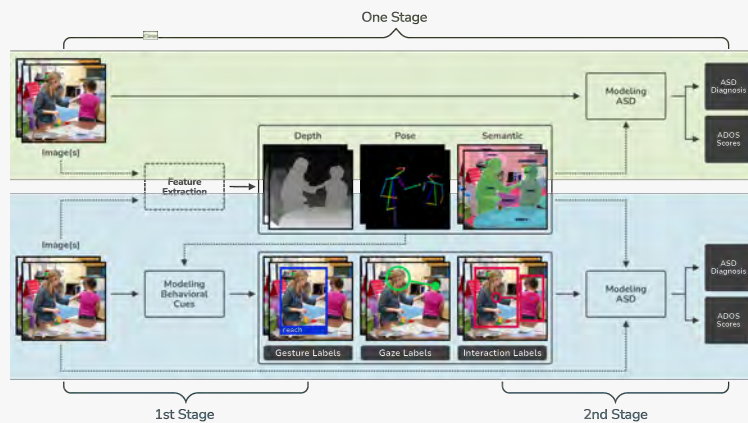 One Stage
Image(s)
Feature
Extraction
Depth
Pose
Semantic
Modeling
ASD
ASD
Diagnosis
ADOS
Scores
Image(s)
Modeling
Behavioral
Cues
reach
Gesture Labels
Gaze Labels
Interaction Labels
Modeling
ASD
ASD
Diagnosis
ADOS
Scores
1st Stage
2nd Stage